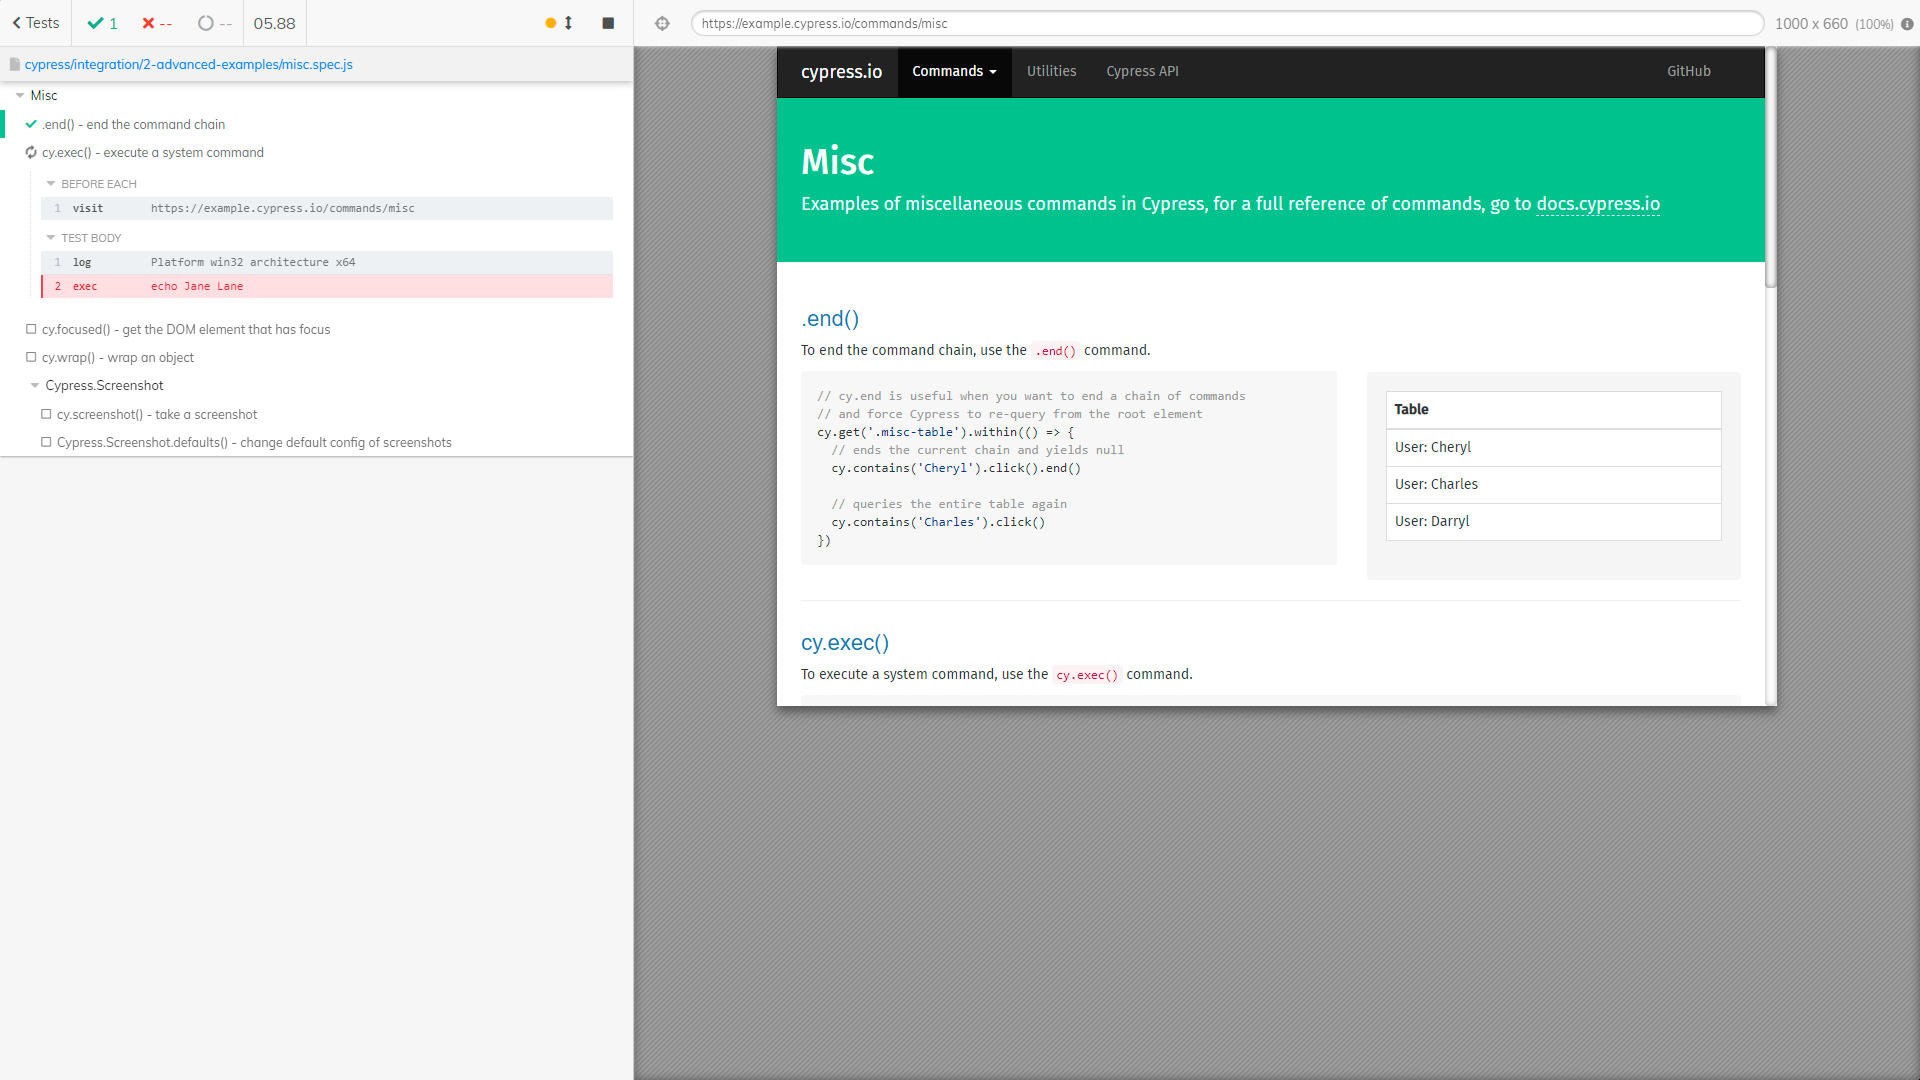 Tests
1
--
--
05.88
https://example.cypress.io/commands/misc
1000 x 660 (100%)
cypress/integration/2-advanced-examples/misc.spec.js
Misc
.end() - end the command chain
cy.exec() - execute a system command
BEFORE EACH
1 visit https://example.cypress.io/commands/misc
TEST BODY
1 log Platform win32 architecture x64
2 exec echo Jane Lane
cy.focused() - get the DOM element that has focus
cy.wrap() - wrap an object
Cypress.Screenshot
cy.screenshot() - take a screenshot
Cypress.Screenshot.defaults() - change default config of screenshots
cypress.io
Commands
Utilities
Cypress API
GitHub
Misc
Examples of miscellaneous commands in Cypress, for a full reference of commands, go to docs.cypress.io
.end()
To end the command chain, use the .end() command.
// cy.end is useful when you want to end a chain of commands
// and force Cypress to re-query from the root element
cy.get('.misc-table').within(() => {
// ends the current chain and yields null
cy.contains('Cheryl').click().end()
// queries the entire table again
cy.contains('Charles').click()
})
Table
User: Cheryl
User: Charles
User: Darryl
cy.exec()
To execute a system command, use the cy.exec() command.